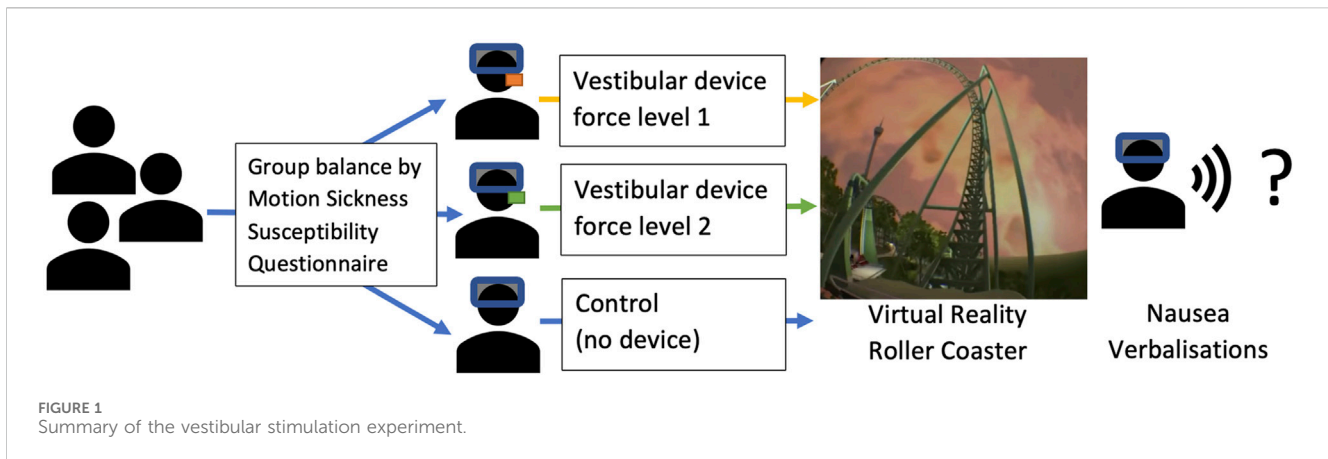 Group balance by
Motion Sickness
Susceptibility
Questionnaire
Vestibular device
force level 1
Vestibular device
force level 2
Control
(no device)
Virtual Reality
Roller Coaster
?
Nausea
Verbalisations
FIGURE 1
Summary of the vestibular stimulation experiment.